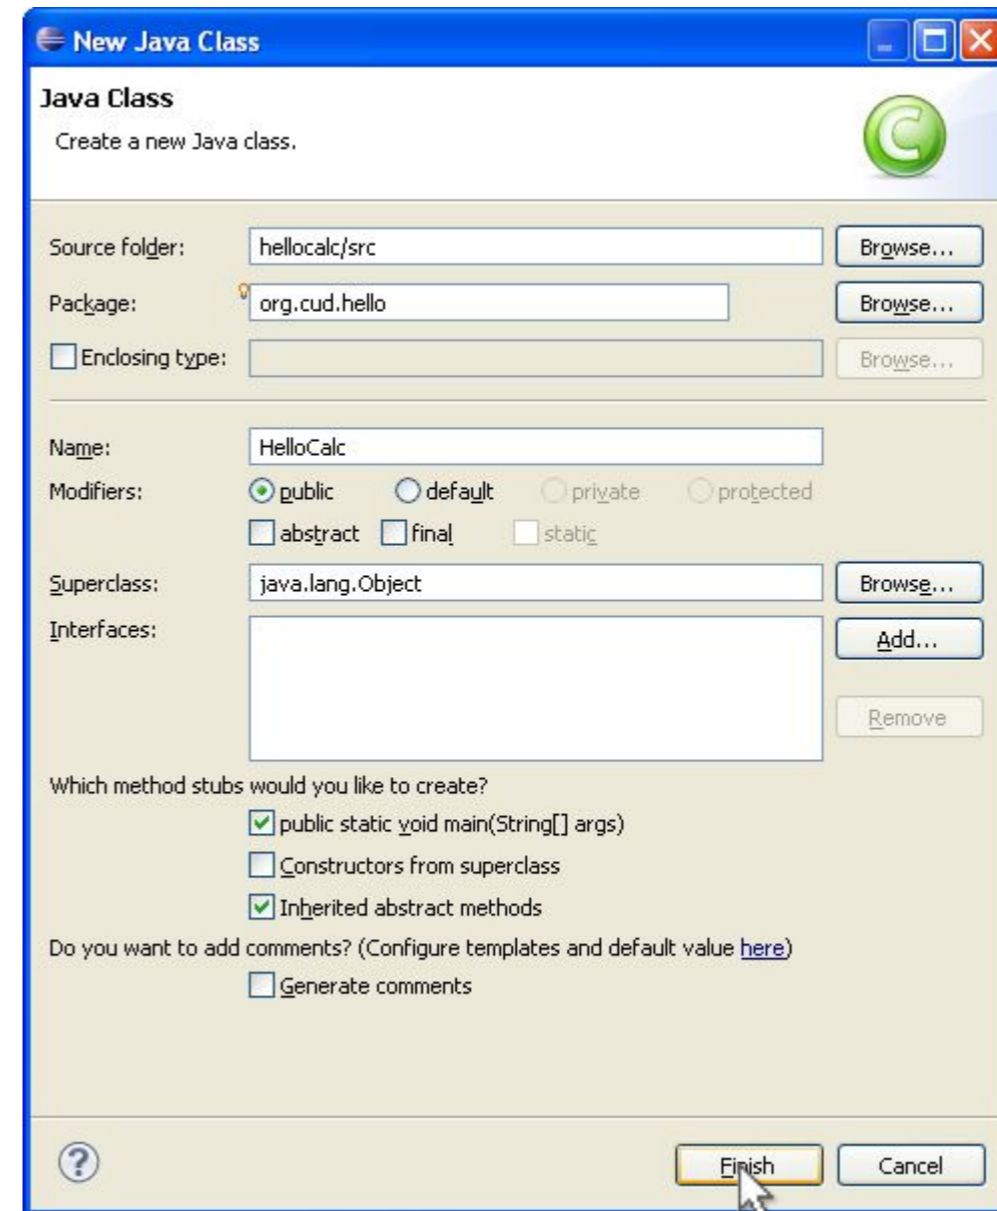 New Java Class
Java Class
Create a new Java class.
Source folder: hellocalc/src Browse...
Package: org.cud.hello Browse...
Enclosing type: Browse...
Name: HelloCalc
Modifiers: public default private protected
abstract final static
Superclass: java.lang.Object Browse...
Interfaces: Add...
Remove
Which method stubs would you like to create?
public static void main(String[] args)
Constructors from superclass
Inherited abstract methods
Do you want to add comments? (Configure templates and default value here)
Generate comments
? Finish Cancel